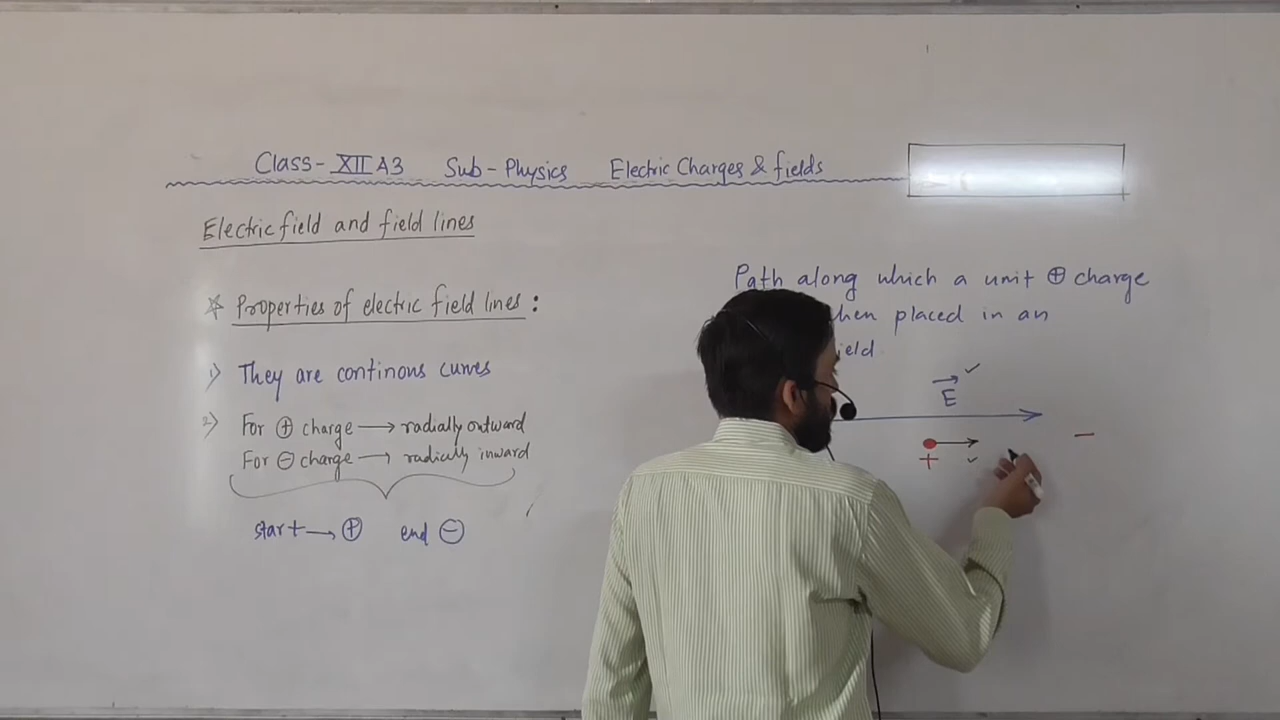 Class-XII A3 Sub-Physics Electric Charges & fields
Electric field and field lines
* Properties of electric field lines:
1) They are continous curves
2) For ⊕ charge → radially outward
For ⊖ charge → radially inward
start → ⊕ end ⊖
Path along which a unit ⊕ charge
placed in an
E
+
−